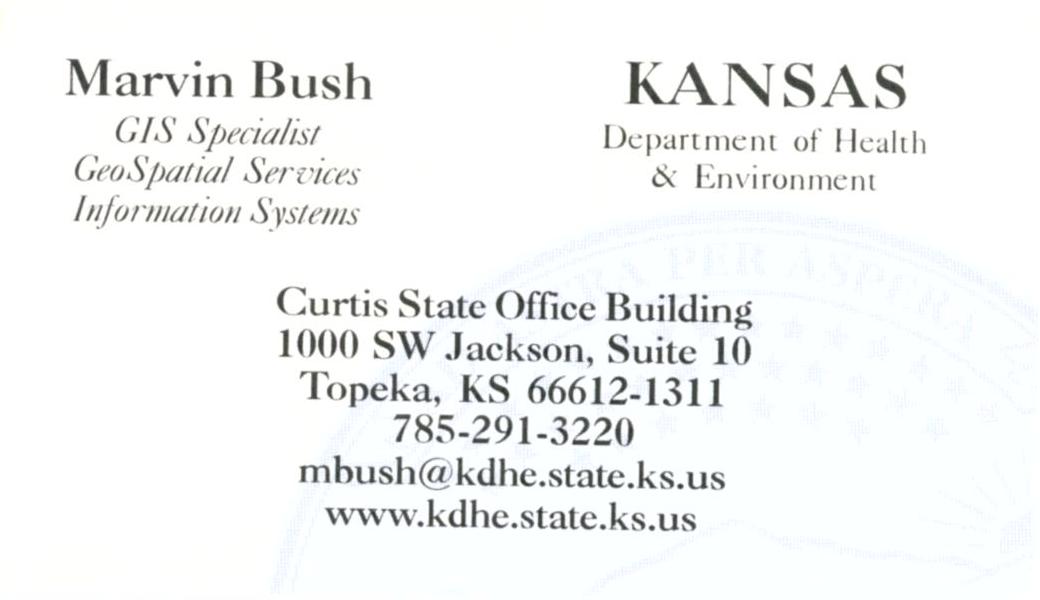 Marvin Bush
GIS Specialist
GeoSpatial Services
Information Systems
KANSAS
Department of Health
& Environment
PER ASPERA
Curtis State Office Building
1000 SW Jackson, Suite 10
Topeka, KS 66612-1311
785-291-3220
mbush@kdhe.state.ks.us
www.kdhe.state.ks.us